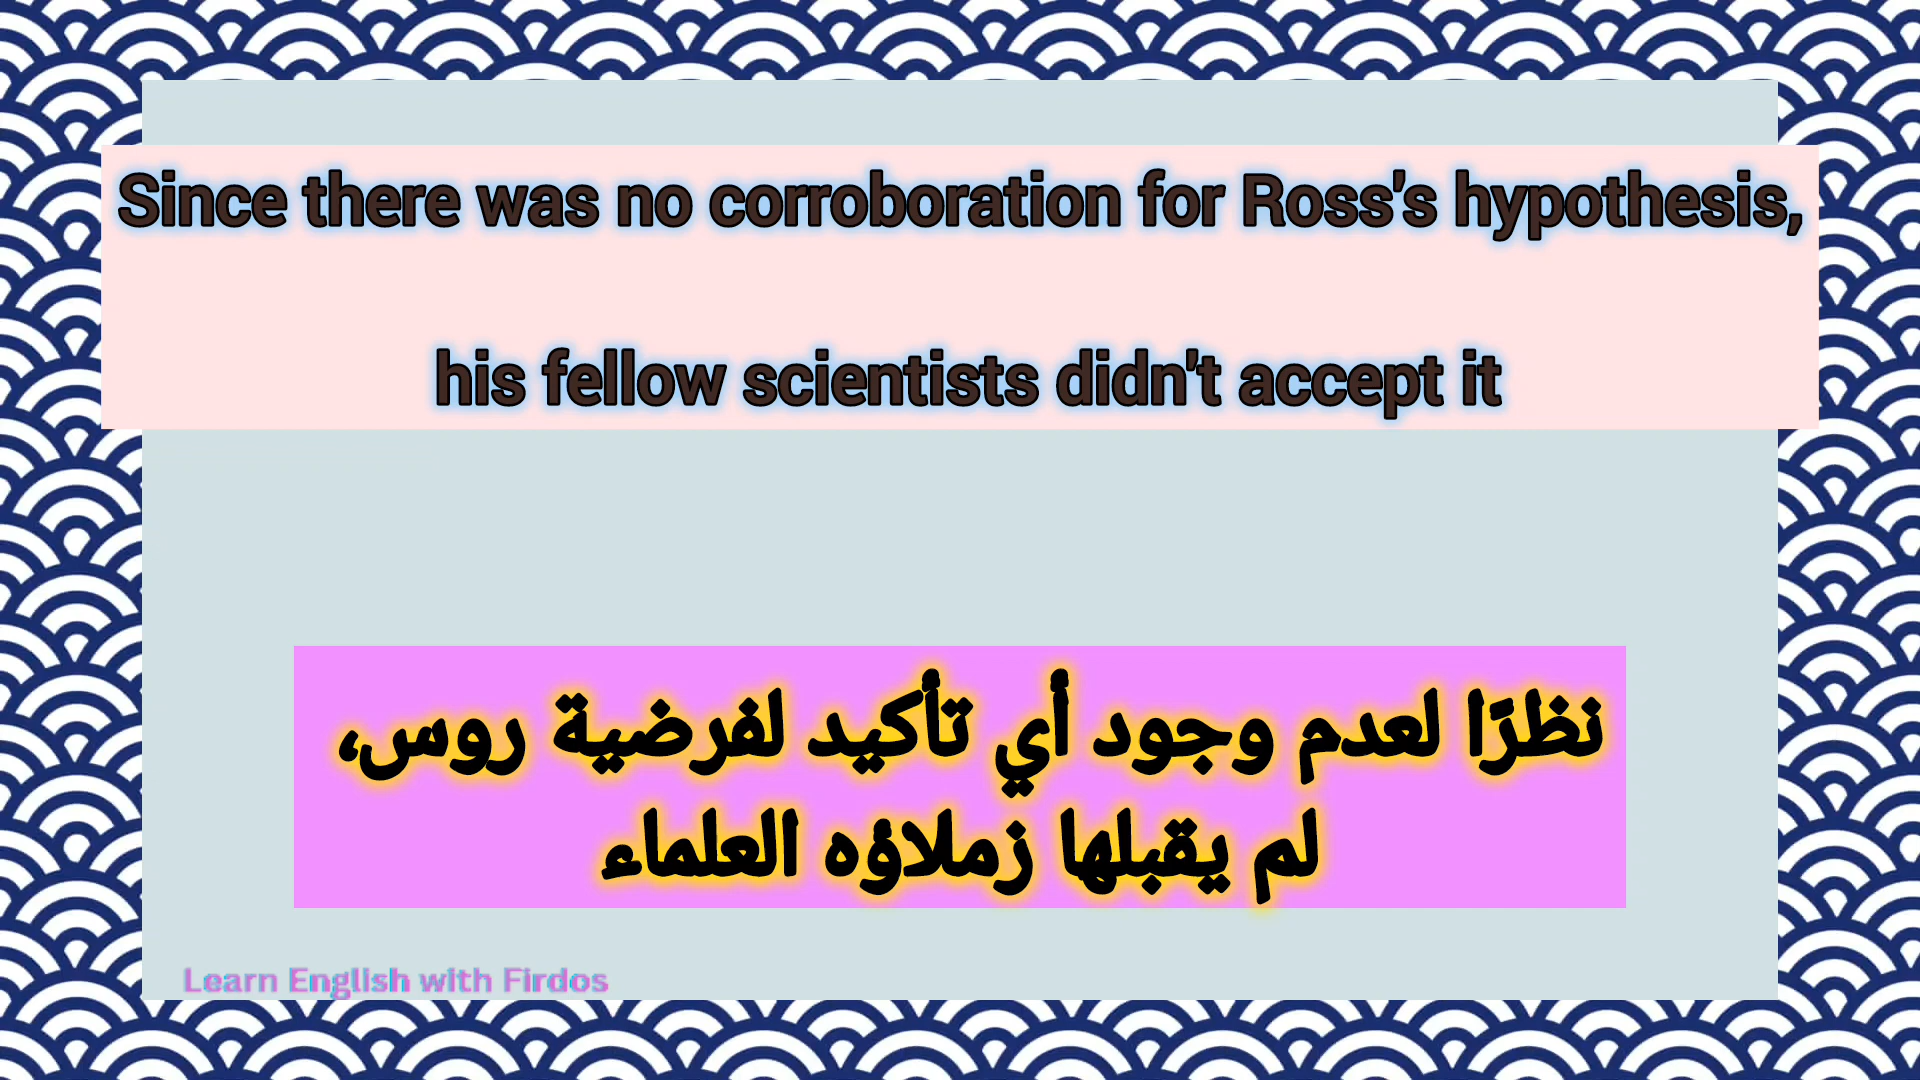 Since there was no corroboration for Ross's hypothesis,
his fellow scientists didn't accept it
نظرًا لعدم وجود أي تأكيد لفرضية روس،
لم يقبلها زملاؤه العلماء
Learn English with Firdos